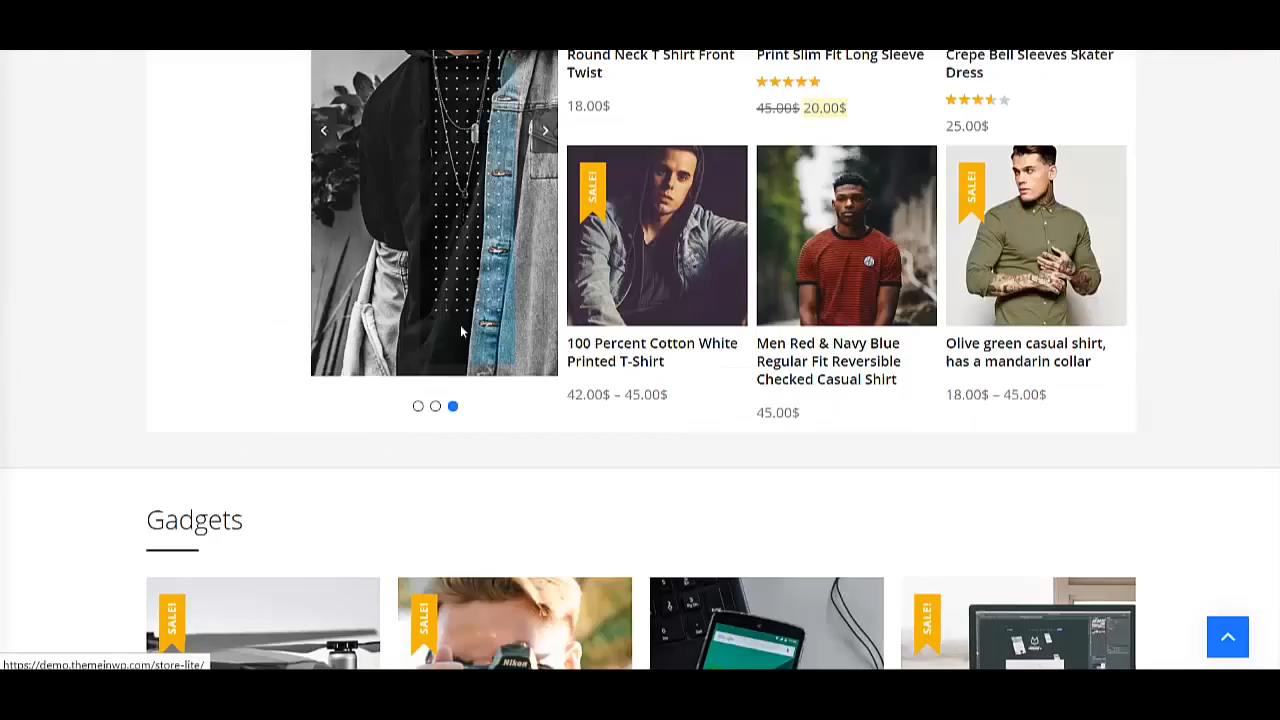 Round Neck T Shirt Front
Twist
18.00$
Print Slim Fit Long Sleeve
45.00$ 20.00$
Crepe Bell Sleeves Skater
Dress
25.00$
SALE!
SALE!
100 Percent Cotton White
Printed T-Shirt
42.00$ – 45.00$
Men Red & Navy Blue
Regular Fit Reversible
Checked Casual Shirt
45.00$
Olive green casual shirt,
has a mandarin collar
18.00$ – 45.00$
Gadgets
SALE!
SALE!
Nikon
SALE!
https://demo.themeinwp.com/store-lite/